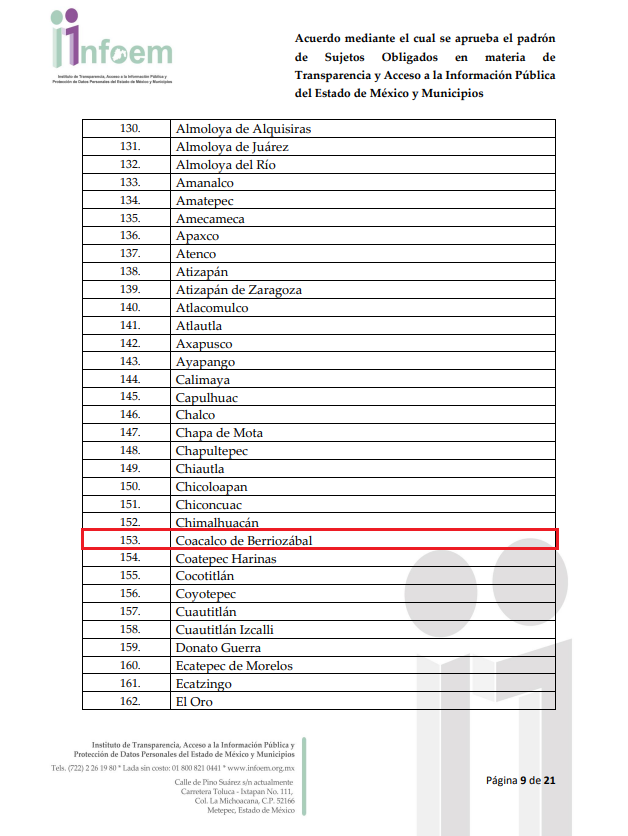 infoem
Instituto de Transparencia, Acceso a la Información Pública y
Protección de Datos Personales del Estado de México y Municipios
Acuerdo mediante el cual se aprueba el padrón
de Sujetos Obligados en materia de
Transparencia y Acceso a la Información Pública
del Estado de México y Municipios
130. Almoloya de Alquisiras
131. Almoloya de Juárez
132. Almoloya del Río
133. Amanalco
134. Amatepec
135. Amecameca
136. Apaxco
137. Atenco
138. Atizapán
139. Atizapán de Zaragoza
140. Atlacomulco
141. Atlautla
142. Axapusco
143. Ayapango
144. Calimaya
145. Capulhuac
146. Chalco
147. Chapa de Mota
148. Chapultepec
149. Chiautla
150. Chicoloapan
151. Chiconcuac
152. Chimalhuacán
153. Coacalco de Berriozábal
154. Coatepec Harinas
155. Cocotitlán
156. Coyotepec
157. Cuautitlán
158. Cuautitlán Izcalli
159. Donato Guerra
160. Ecatepec de Morelos
161. Ecatzingo
162. El Oro
Instituto de Transparencia, Acceso a la Información Pública y
Protección de Datos Personales del Estado de México y Municipios
Tels. (722) 2 26 19 80 * Lada sin costo: 01 800 821 0441 * www.infoem.org.mx
Calle de Pino Suárez s/n actualmente
Carretera Toluca - Ixtapan No. 111,
Col. La Michoacana, C.P. 52166
Metepec, Estado de México
Página 9 de 21